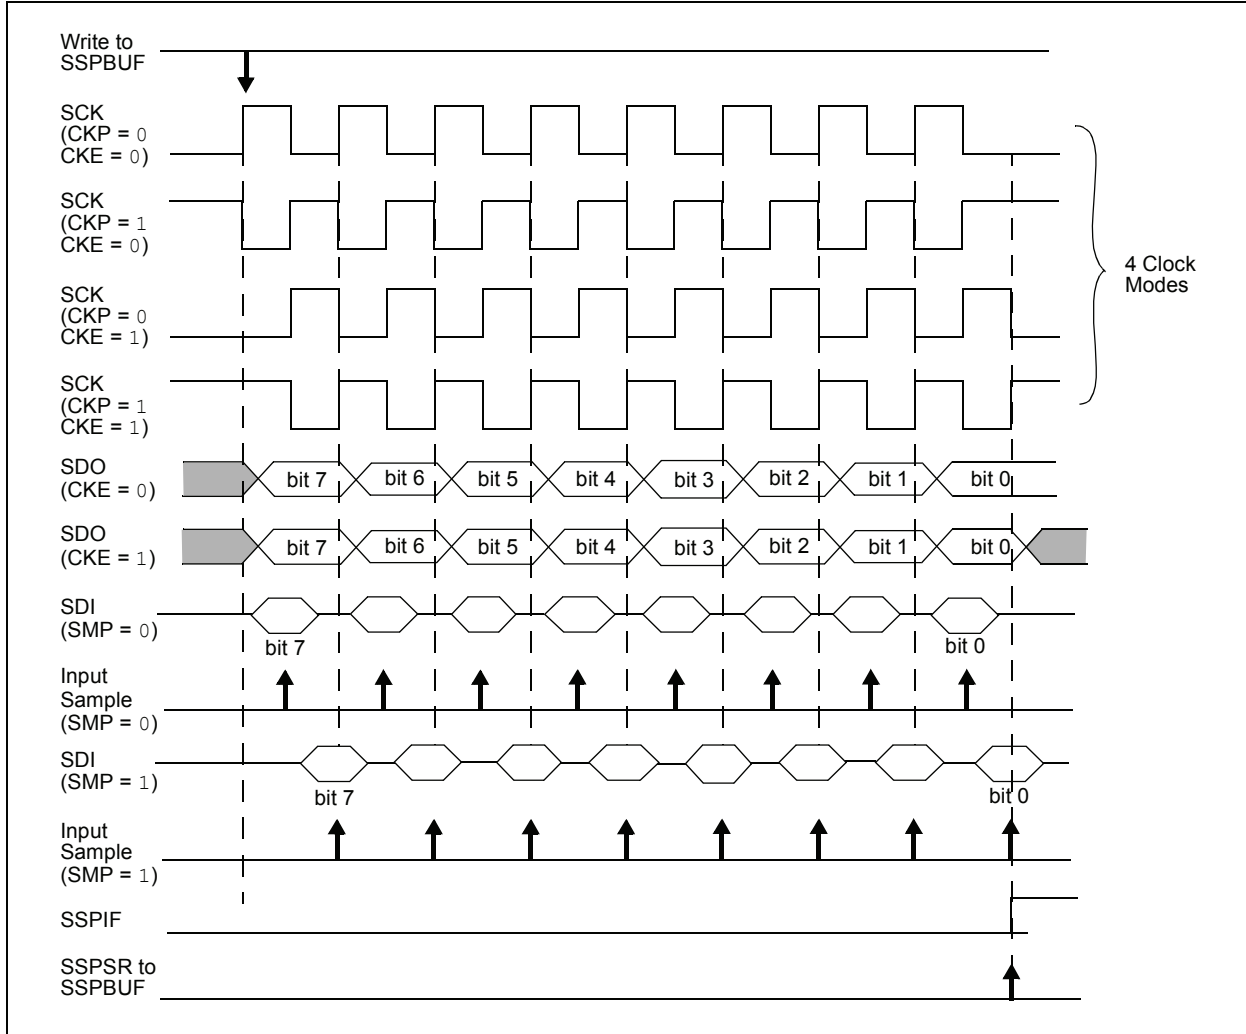 Write to
SSPBUF
SCK
(CKP = 0
CKE = 0)
SCK
(CKP = 1
CKE = 0)
4 Clock
Modes
SCK
(CKP = 0
CKE = 1)
SCK
(CKP = 1
CKE = 1)
SDO
(CKE = 0)
bit 7 bit 6 bit 5 bit 4 bit 3 bit 2 bit 1 bit 0
SDO
(CKE = 1)
bit 7 bit 6 bit 5 bit 4 bit 3 bit 2 bit 1 bit 0
SDI
(SMP = 0)
bit 7 bit 0
Input
Sample
(SMP = 0)
SDI
(SMP = 1)
bit 7 bit 0
Input
Sample
(SMP = 1)
SSPIF
SSPSR to
SSPBUF